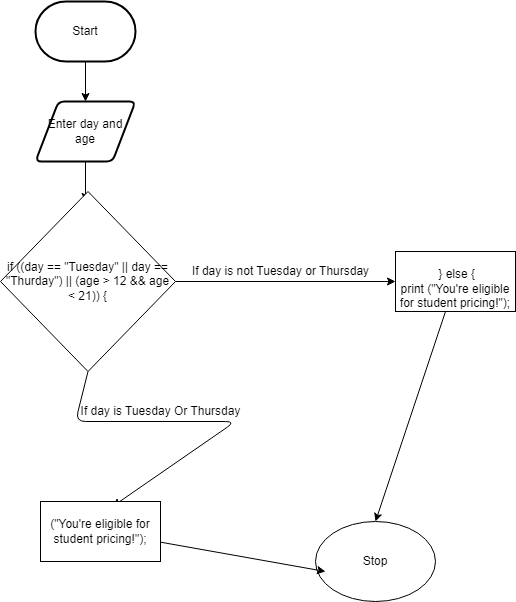 Start
Enter day and
age
if ((day == "Tuesday" || day ==
"Thurday") || (age > 12 && age
< 21)) {
If day is not Tuesday or Thursday
} else {
print ("You're eligible
for student pricing!");
If day is Tuesday Or Thursday
("You're eligible for
student pricing!");
Stop